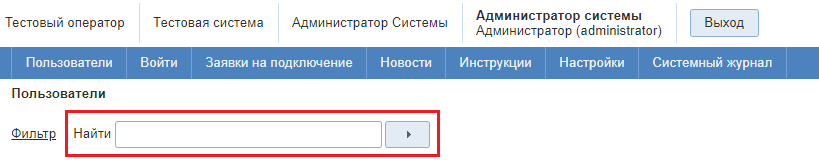 Тестовый оператор Тестовая система Администратор Системы Администратор системы Выход
Администратор (administrator)
Пользователи Войти Заявки на подключение Новости Инструкции Настройки Системный журнал
Пользователи
Фильтр Найти